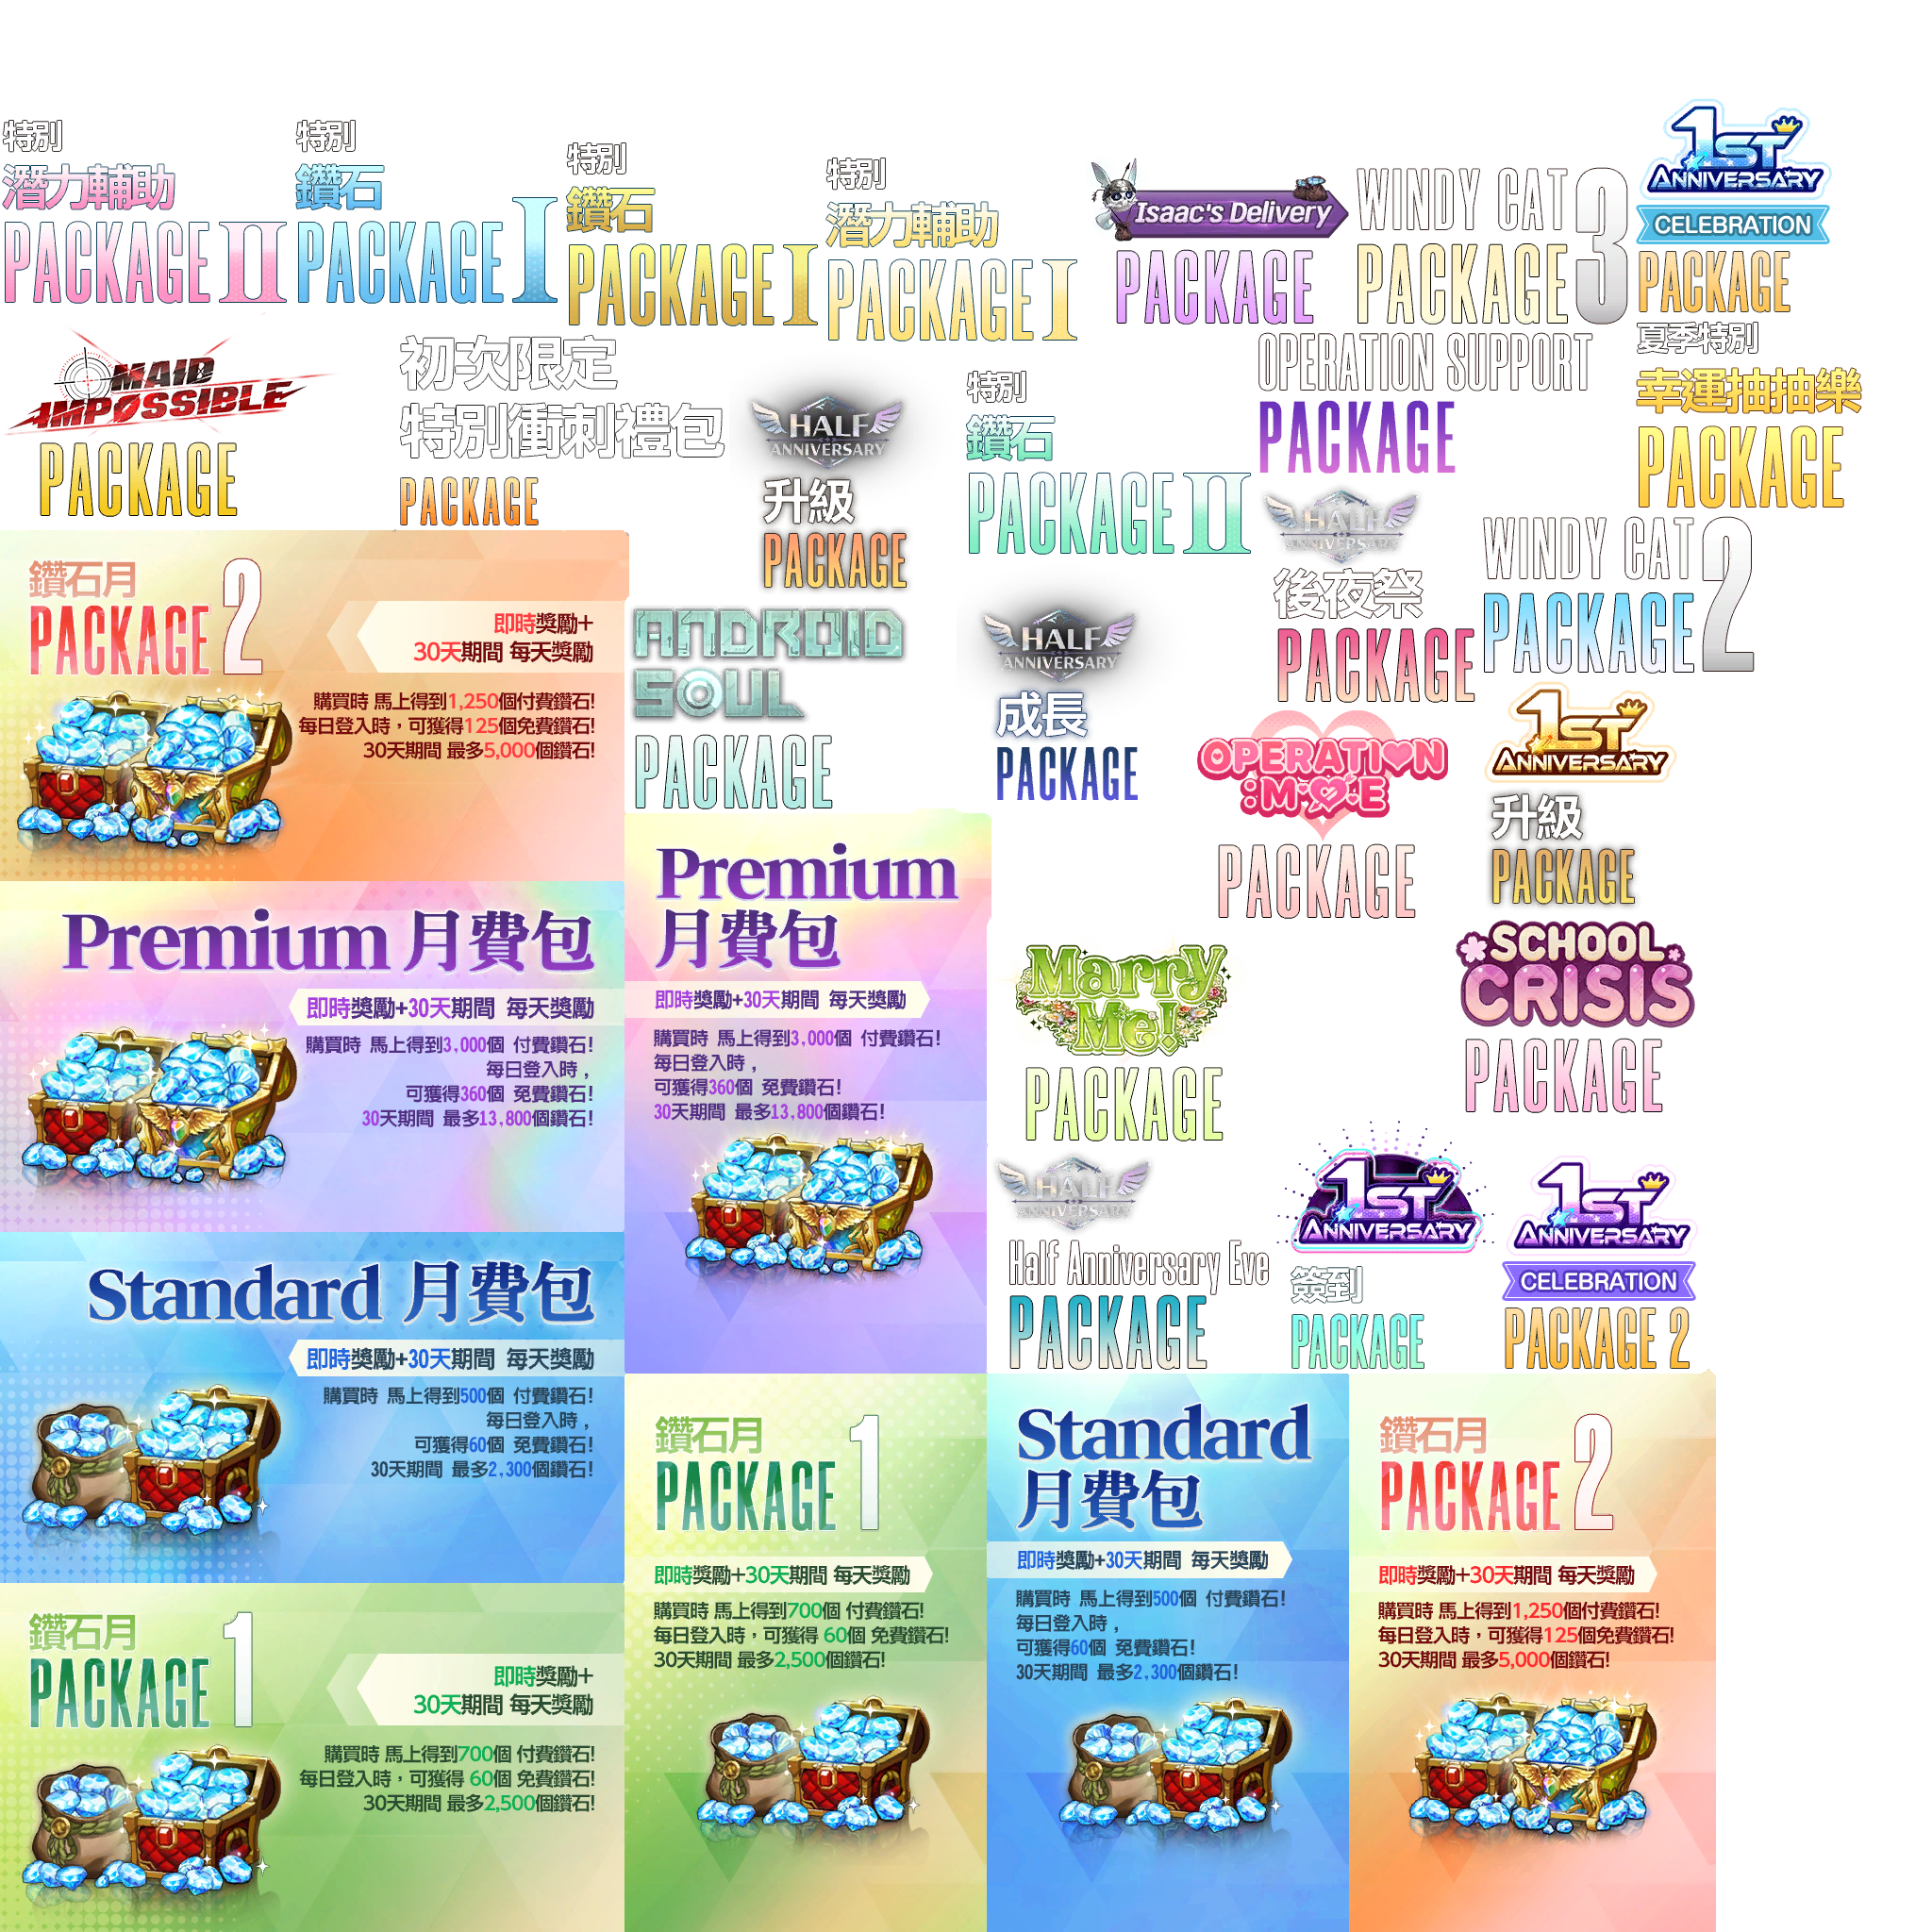 特別
潛力輔助
PACKAGE II
特別
鑽石
PACKAGE I
特別
鑽石
PACKAGE I
特別
潛力輔助
PACKAGE I
Isaac's Delivery
PACKAGE
WINDY CAT
PACKAGE 3
1ST
ANNIVERSARY
CELEBRATION
PACKAGE
MAID
IMPOSSIBLE
PACKAGE
初次限定
特別衝刺禮包
PACKAGE
HALF
ANNIVERSARY
升級
PACKAGE
特別
鑽石
PACKAGE II
OPERATION SUPPORT
PACKAGE
夏季特別
幸運抽抽樂
PACKAGE
HALF
ANNIVERSARY
後夜祭
PACKAGE
WINDY CAT
PACKAGE 2
鑽石月
PACKAGE 2
即時獎勵+
30天期間 每天獎勵
購買時 馬上得到1,250個付費鑽石!
每日登入時，可獲得125個免費鑽石!
30天期間 最多5,000個鑽石!
ANDROID
SOUL
PACKAGE
HALF
ANNIVERSARY
成長
PACKAGE
OPERATION
:MOE
PACKAGE
1ST
ANNIVERSARY
升級
PACKAGE
Premium 月費包
即時獎勵+30天期間 每天獎勵
購買時 馬上得到3,000個 付費鑽石!
每日登入時,
可獲得360個 免費鑽石!
30天期間 最多13,800個鑽石!
Premium
月費包
即時獎勵+30天期間 每天獎勵
購買時 馬上得到3,000個 付費鑽石!
每日登入時,
可獲得360個 免費鑽石!
30天期間 最多13,800個鑽石!
Marry
Me!
PACKAGE
SCHOOL
CRISIS
PACKAGE
HALF
ANNIVERSARY
Half Anniversary Eve
PACKAGE
1ST
ANNIVERSARY
簽到
PACKAGE
1ST
ANNIVERSARY
CELEBRATION
PACKAGE 2
Standard 月費包
即時獎勵+30天期間 每天獎勵
購買時 馬上得到500個 付費鑽石!
每日登入時,
可獲得60個 免費鑽石!
30天期間 最多2,300個鑽石!
鑽石月
PACKAGE 1
即時獎勵+
30天期間 每天獎勵
購買時 馬上得到700個 付費鑽石!
每日登入時，可獲得 60個 免費鑽石!
30天期間 最多2,500個鑽石!
鑽石月
PACKAGE 1
即時獎勵+30天期間 每天獎勵
購買時 馬上得到700個 付費鑽石!
每日登入時，可獲得 60個 免費鑽石!
30天期間 最多2,500個鑽石!
Standard
月費包
即時獎勵+30天期間 每天獎勵
購買時 馬上得到500個 付費鑽石!
每日登入時,
可獲得60個 免費鑽石!
30天期間 最多2,300個鑽石!
鑽石月
PACKAGE 2
即時獎勵+30天期間 每天獎勵
購買時 馬上得到1,250個付費鑽石!
每日登入時，可獲得125個免費鑽石!
30天期間 最多5,000個鑽石!